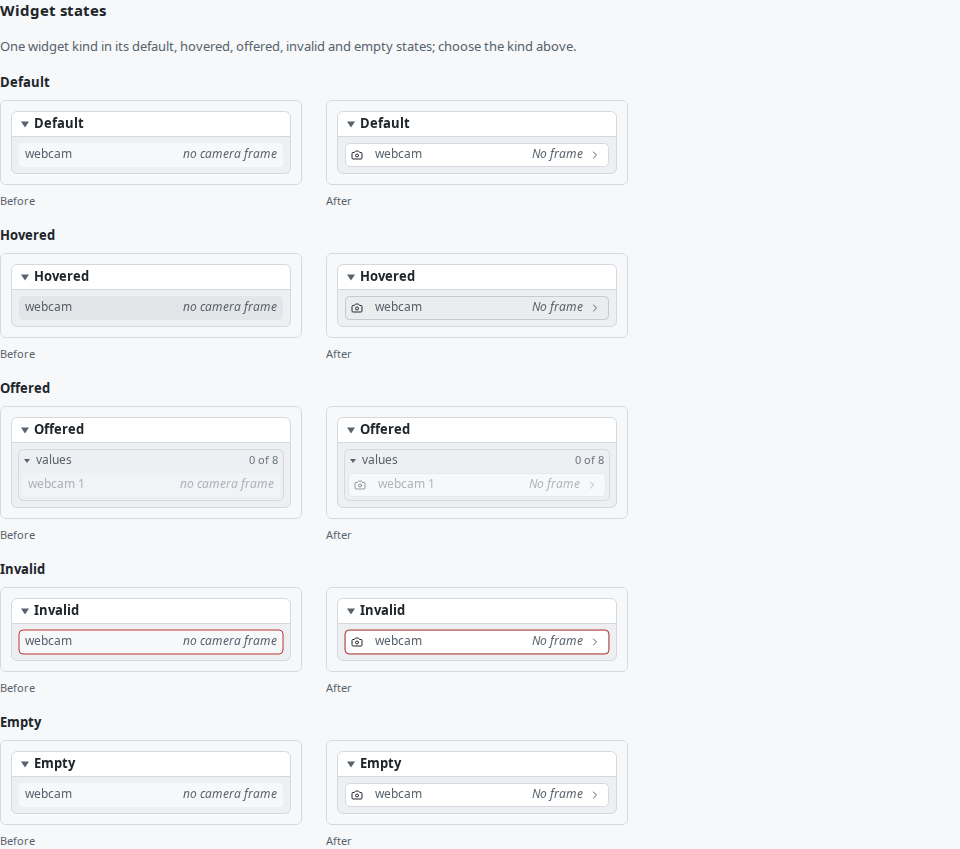 Widget states
One widget kind in its default, hovered, offered, invalid and empty states; choose the kind above.
Default
Default
webcam no camera frame
Before
Default
webcam No frame
After
Hovered
Hovered
webcam no camera frame
Before
Hovered
webcam No frame
After
Offered
Offered
values 0 of 8
webcam 1 no camera frame
Before
Offered
values 0 of 8
webcam 1 No frame
After
Invalid
Invalid
webcam no camera frame
Before
Invalid
webcam No frame
After
Empty
Empty
webcam no camera frame
Before
Empty
webcam No frame
After